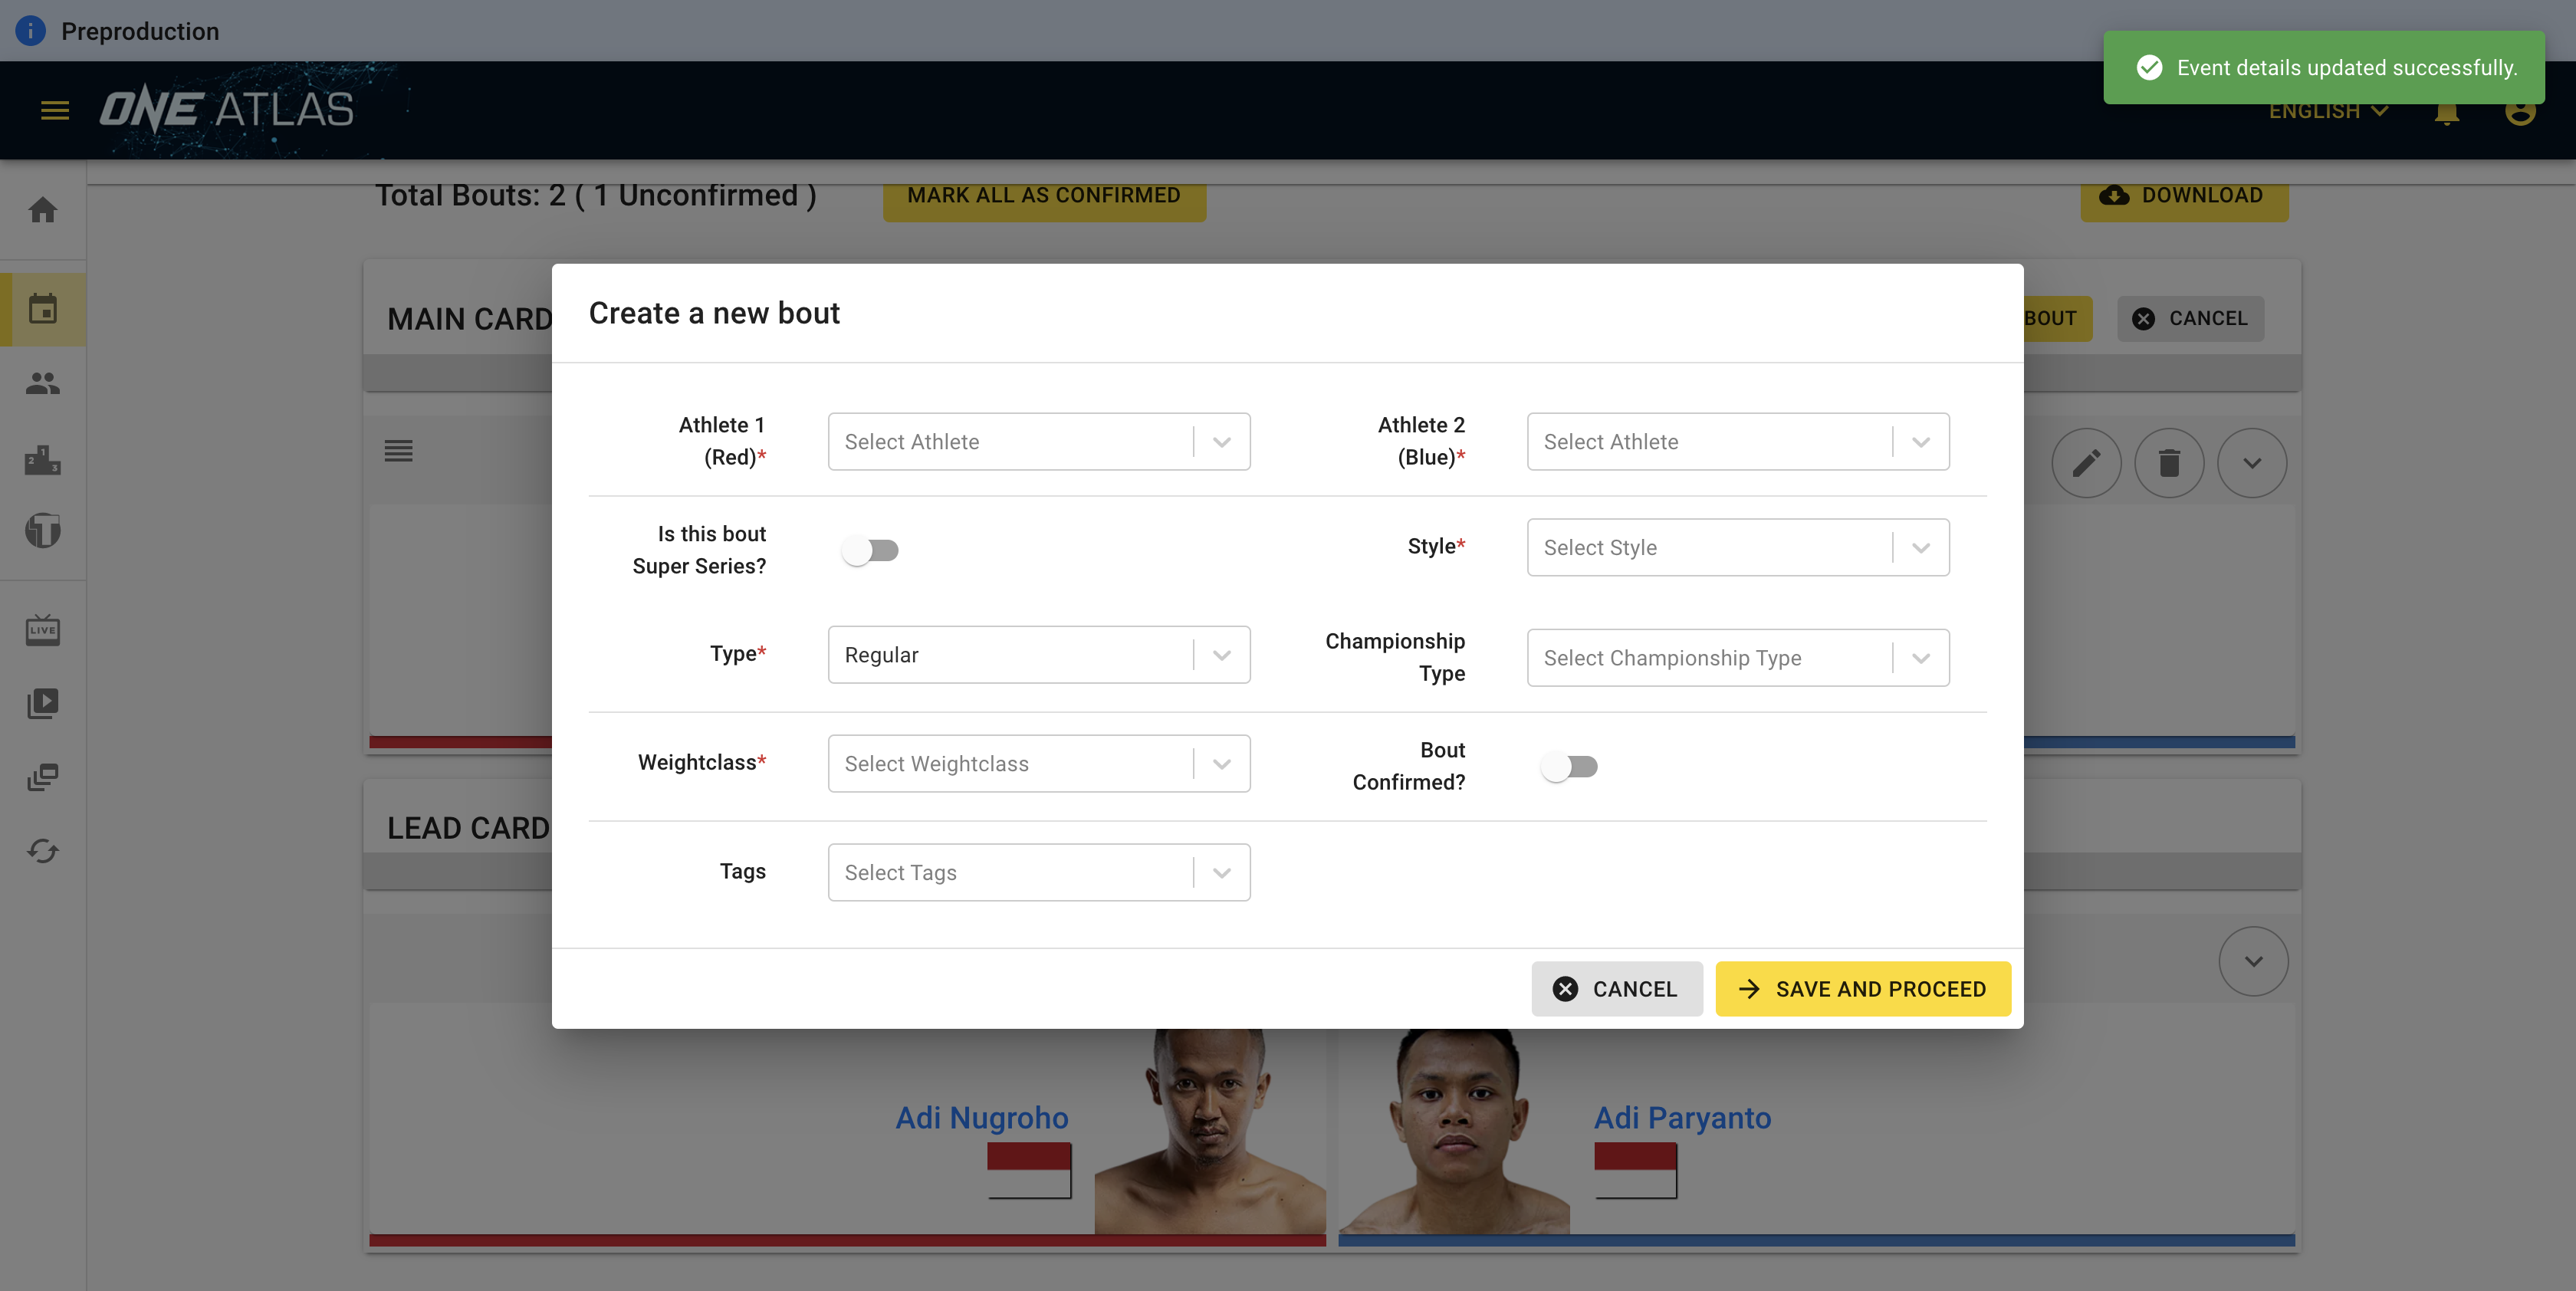 Preproduction
Event details updated successfully.
ONE ATLAS
ENGLISH
Total Bouts: 2 ( 1 Unconfirmed )
MARK ALL AS CONFIRMED
DOWNLOAD
MAIN CARD
BOUT
CANCEL
Create a new bout
Athlete 1
(Red)*
Select Athlete
Athlete 2
(Blue)*
Select Athlete
Is this bout
Super Series?
Style*
Select Style
Type*
Regular
Championship
Type
Select Championship Type
Weightclass*
Select Weightclass
Bout
Confirmed?
Tags
Select Tags
CANCEL
SAVE AND PROCEED
LIVE
LEAD CARD
Adi Nugroho
Adi Paryanto